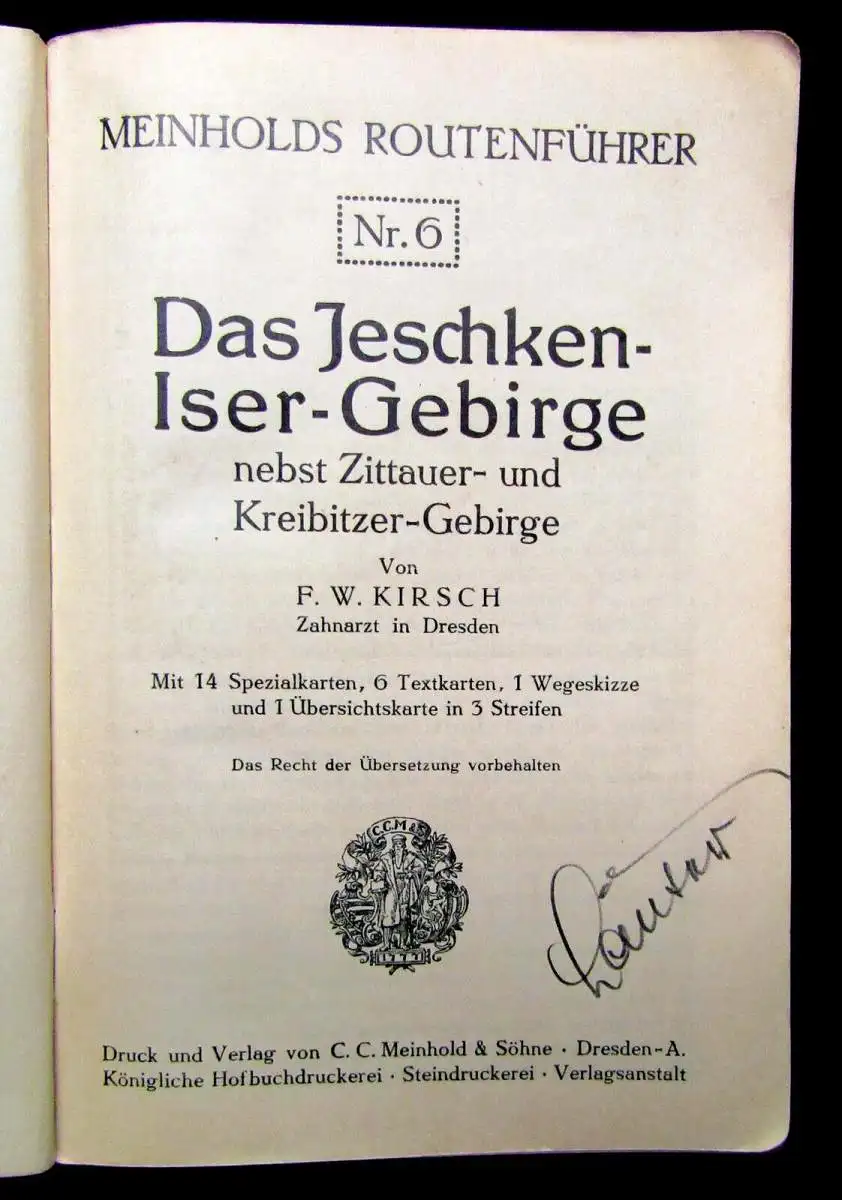 MEINHOLDS ROUTENFÜHRER
Nr. 6
Das Jeschken-
Iser-Gebirge
nebst Zittauer- und
Kreibitzer-Gebirge
Von
F. W. KIRSCH
Zahnarzt in Dresden
Mit 14 Spezialkarten, 6 Textkarten, 1 Wegeskizze
und 1 Übersichtskarte in 3 Streifen
Das Recht der Übersetzung vorbehalten
C.C.M&S
1777
Druck und Verlag von C. C. Meinhold & Söhne · Dresden-A.
Königliche Hofbuchdruckerei · Steindruckerei · Verlagsanstalt